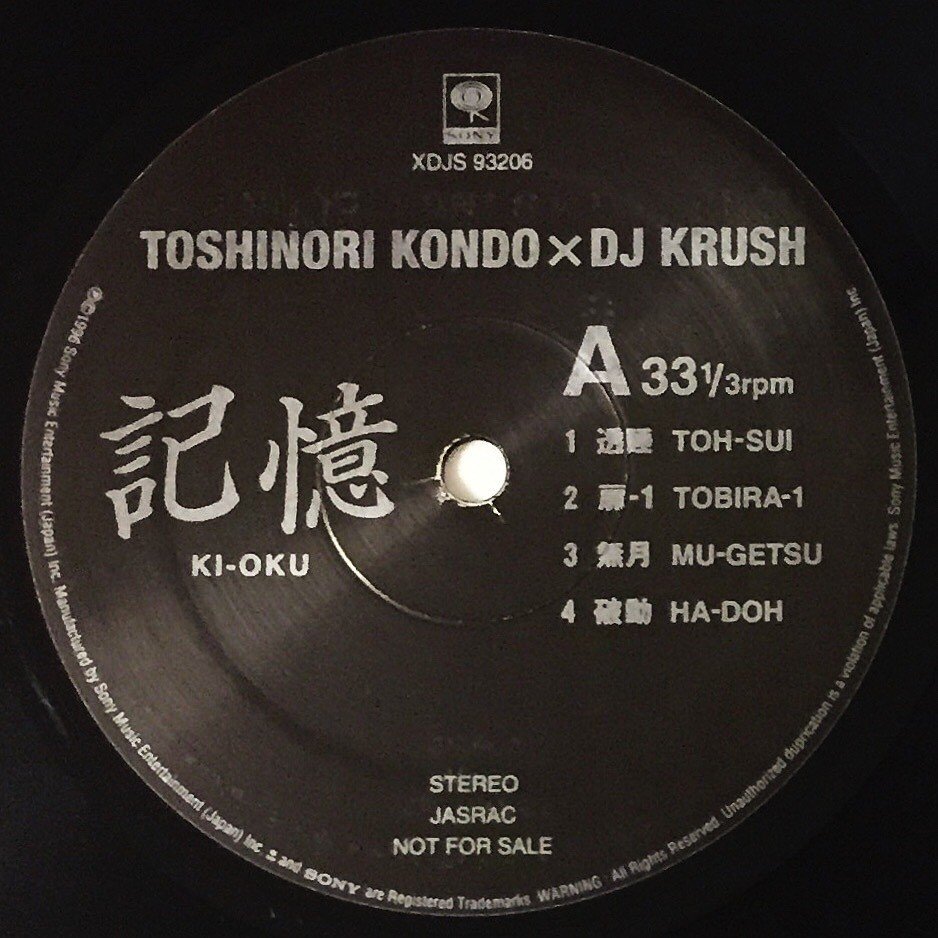 SONY
XDJS 93206
TOSHINORI KONDO×DJ KRUSH
A 33 1/3rpm
記憶
KI-OKU
1 透睡 TOH-SUI
2 扉-1 TOBIRA-1
3 無月 MU-GETSU
4 破動 HA-DOH
STEREO
JASRAC
NOT FOR SALE
℗©1996 Sony Music Entertainment (Japan) Inc. Manufactured by Sony Music Entertainment (Japan) Inc. and SONY are Registered Trademarks WARNING All Rights Reserved. Unauthorized duprication is a violation of applicable laws Sony Music Entertainment (Japan) Inc